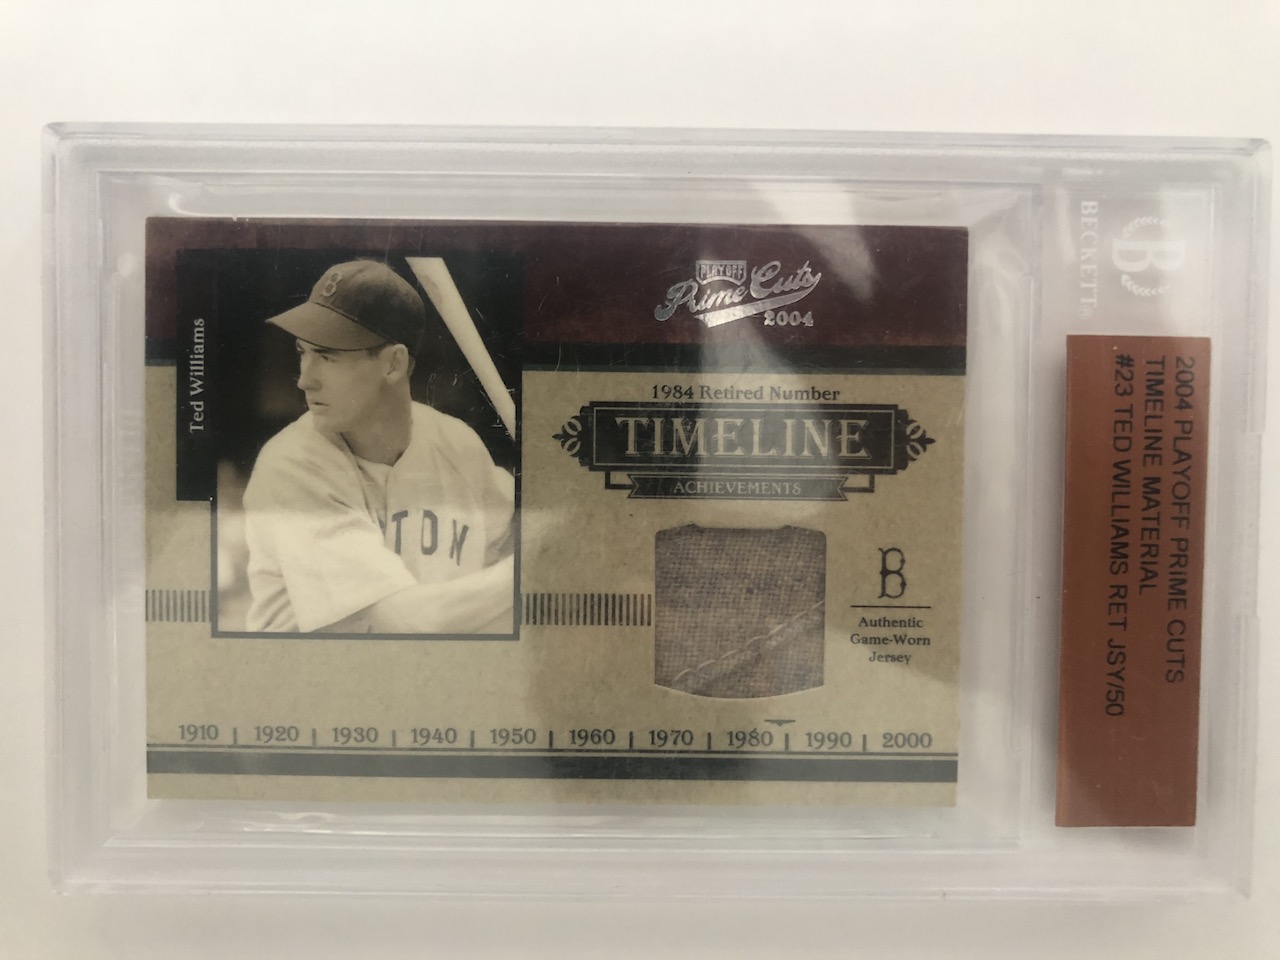 PLAYOFF
Prime Cuts
2004
Ted Williams
B
TON
1984 Retired Number
TIMELINE
ACHIEVEMENTS
B
Authentic
Game-Worn
Jersey
1910 | 1920 | 1930 | 1940 | 1950 | 1960 | 1970 | 1980 | 1990 | 2000
B
BECKETT
2004 PLAYOFF PRIME CUTS
TIMELINE MATERIAL
#23 TED WILLIAMS RET JSY/50